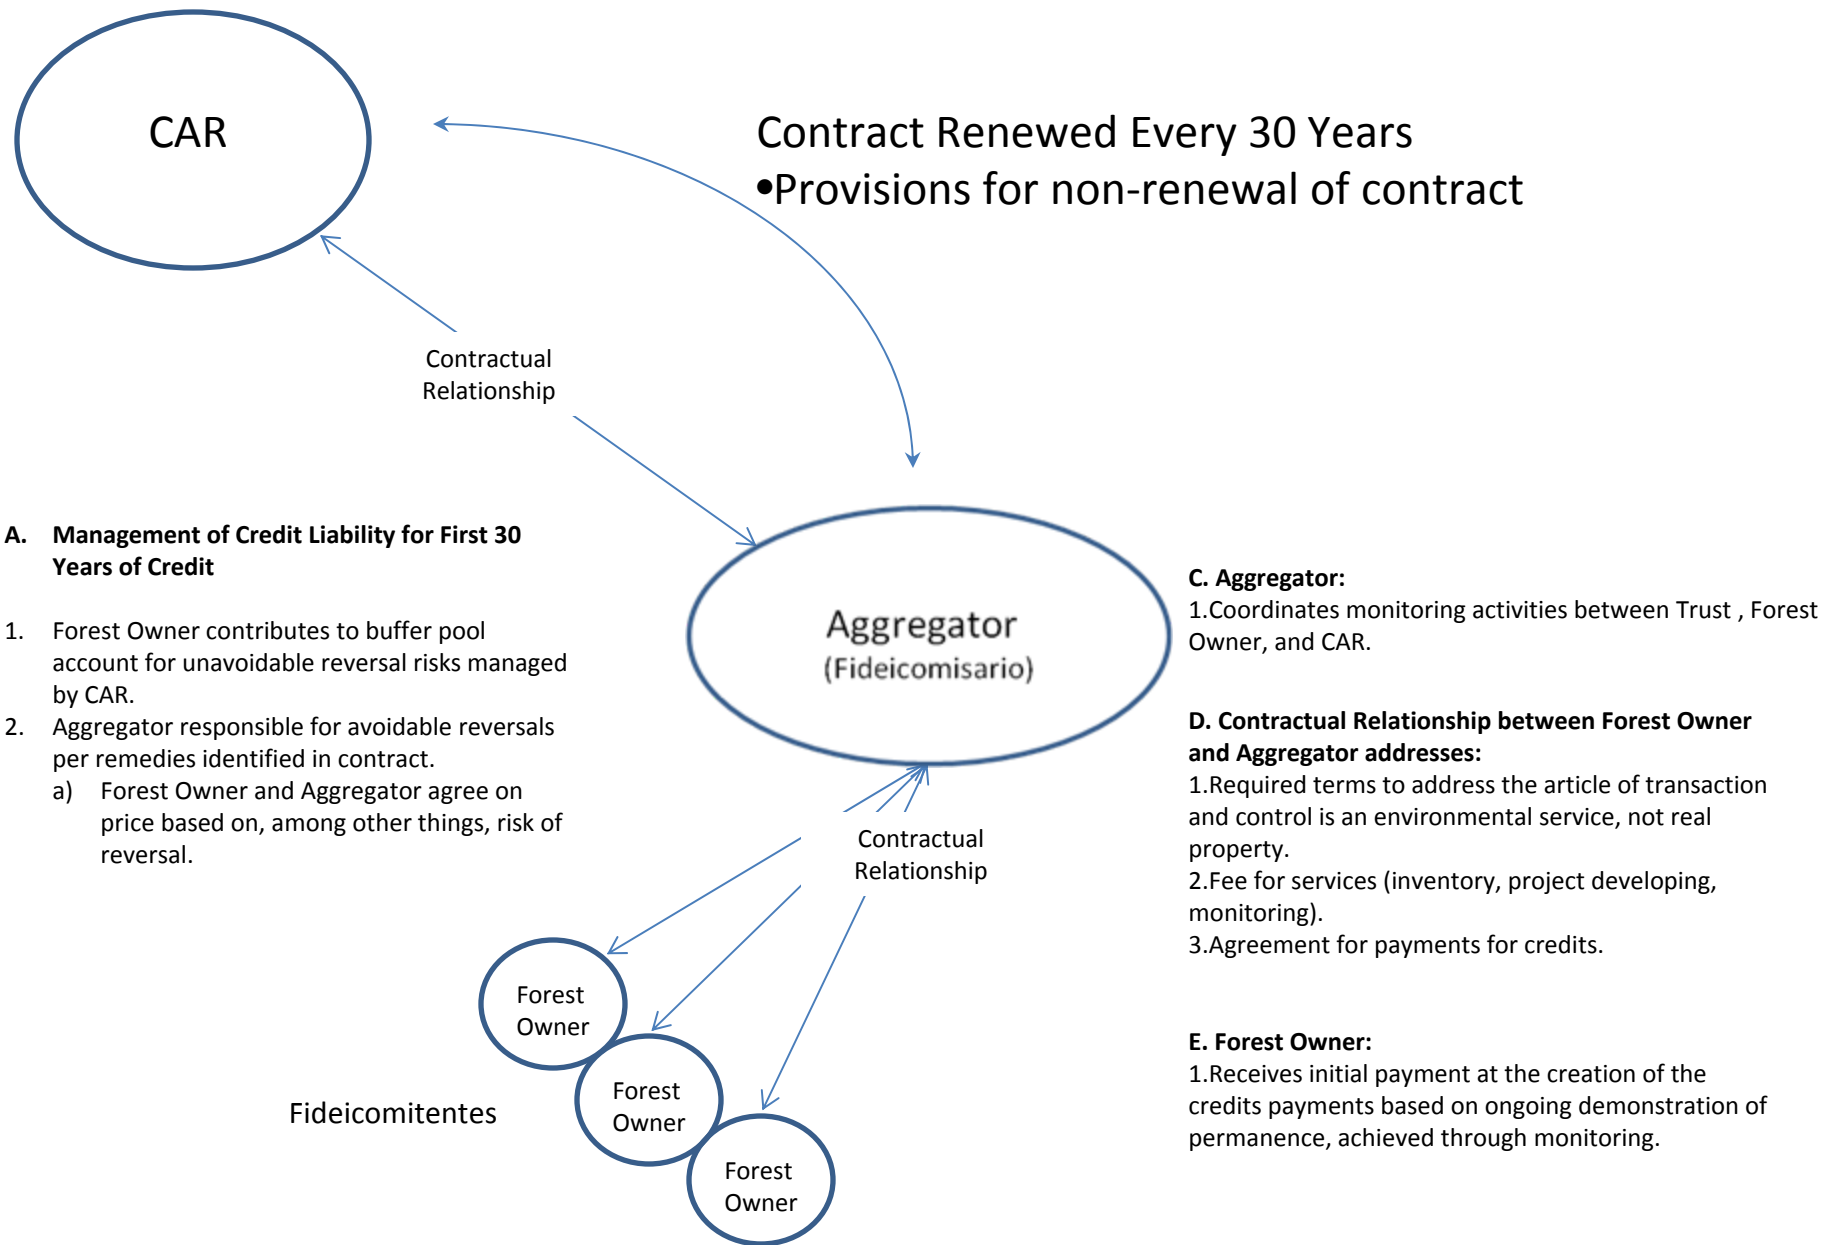 CAR
Contract Renewed Every 30 Years
•Provisions for non-renewal of contract
Contractual
Relationship
A. Management of Credit Liability for First 30
Years of Credit
1. Forest Owner contributes to buffer pool
account for unavoidable reversal risks managed
by CAR.
2. Aggregator responsible for avoidable reversals
per remedies identified in contract.
a) Forest Owner and Aggregator agree on
price based on, among other things, risk of
reversal.
Aggregator
(Fideicomisario)
C. Aggregator:
1.Coordinates monitoring activities between Trust , Forest
Owner, and CAR.
D. Contractual Relationship between Forest Owner
and Aggregator addresses:
1.Required terms to address the article of transaction
and control is an environmental service, not real
property.
2.Fee for services (inventory, project developing,
monitoring).
3.Agreement for payments for credits.
Contractual
Relationship
E. Forest Owner:
1.Receives initial payment at the creation of the
credits payments based on ongoing demonstration of
permanence, achieved through monitoring.
Forest
Owner
Forest
Owner
Forest
Owner
Fideicomitentes